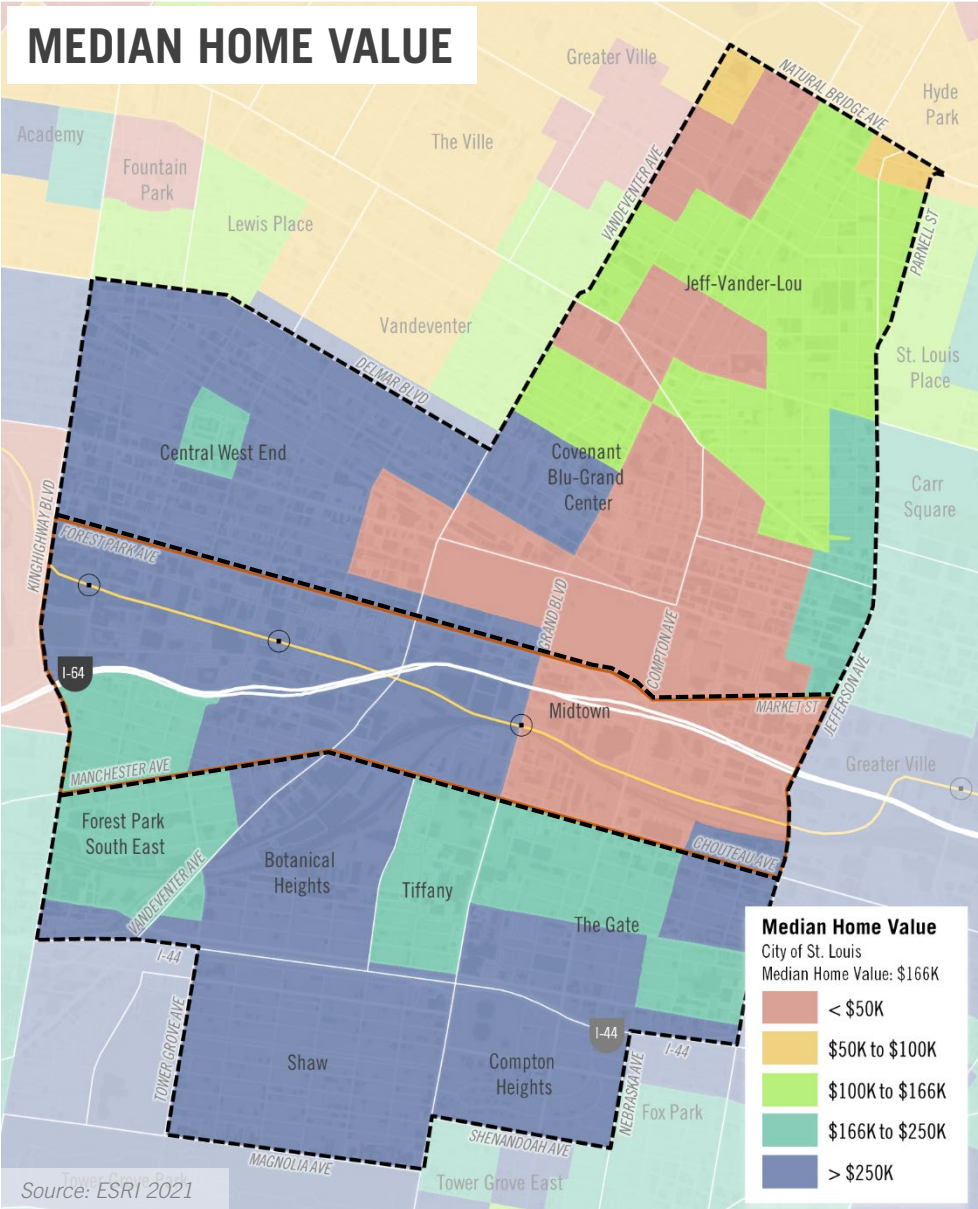 MEDIAN HOME VALUE
Greater Ville
NATURAL BRIDGE AVE
Hyde
Park
Academy
The Ville
Fountain
Park
VANDEVENTER AVE
Lewis Place
PARNELL ST
Jeff-Vander-Lou
Vandeventer
St. Louis
Place
DELMAR BLVD
Central West End
Covenant
Blu-Grand
Center
Carr
Square
KINGHIGHWAY BLVD
FOREST PARK AVE
GRAND BLVD
COMPTON AVE
I-64
JEFFERSON AVE
MARKET ST
Midtown
Greater Ville
MANCHESTER AVE
Forest Park
South East
CHOUTEAU AVE
Botanical
Heights
Tiffany
VANDEVENTER AVE
The Gate
I-44
I-44
I-44
TOWER GROVE AVE
Shaw
Compton
Heights
NEBRASKA AVE
Fox Park
SHENANDOAH AVE
MAGNOLIA AVE
Tower Grove Park
Tower Grove East
Median Home Value
City of St. Louis
Median Home Value: $166K
< $50K
$50K to $100K
$100K to $166K
$166K to $250K
> $250K
Source: ESRI 2021